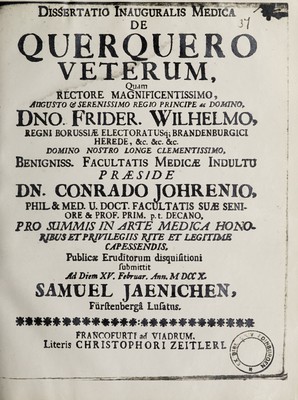 DISSERTATIO INAUGURALIS MEDICA
DE
QUERQUERO
VETERUM,
Quam
RECTORE MAGNIFICENTISSIMO,
AUGUSTO & SERENISSIMO REGIO PRINCIPE ac DOMINO,
DNO. FRIDER. WILHELMO,
REGNI BORUSSIÆ ELECTORATUSq; BRANDENBURGICI
HEREDE, &c. &c. &c.
DOMINO NOSTRO LONGE CLEMENTISSIMO,
BENIGNISS. FACULTATIS MEDICÆ INDULTU
PRÆSIDE
DN. CONRADO JOHRENIO,
PHIL & MED. U. DOCT. FACULTATIS SUÆ SENI-
ORE & PROF. PRIM. p. t. DECANO,
PRO SUMMIS IN ARTE MEDICA HONO-
RIBUS ET PRIVILEGIIS RITE ET LEGITIME
CAPESSENDIS,
Publicæ Eruditorum disquisitioni
submittit
Ad Diem XV. Februar. Ann. M DCC X.
SAMUEL JAENICHEN,
Fürstenbergâ Lusatus.
FRANCOFURTI ad VIADRUM.
Literis CHRISTOPHORI ZEITLERI.